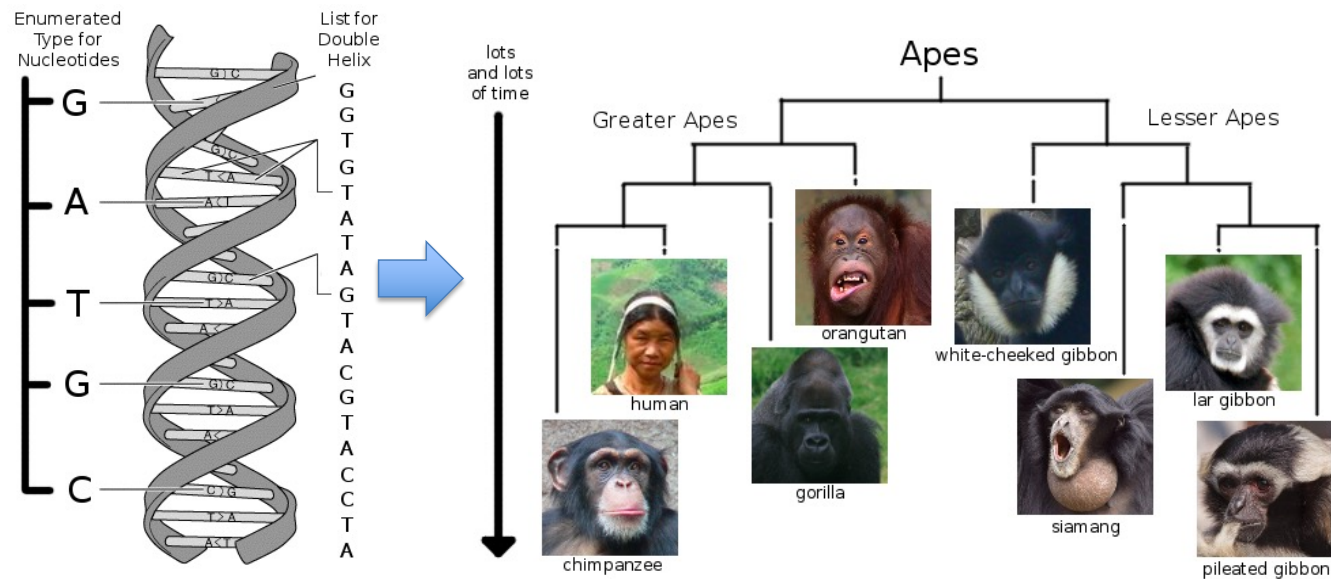 Enumerated
Type for
Nucleotides
G
A
T
G
C
G)C
G)C
T<A
A<T
G)C
T>A
A<
G)C
T>A
A<
C)G
T>A
A<T
List for
Double
Helix
G
G
T
G
T
A
T
A
G
T
A
C
G
T
A
C
C
T
A
lots
and lots
of time
Apes
Greater Apes
Lesser Apes
orangutan
white-cheeked gibbon
human
lar gibbon
gorilla
siamang
chimpanzee
pileated gibbon